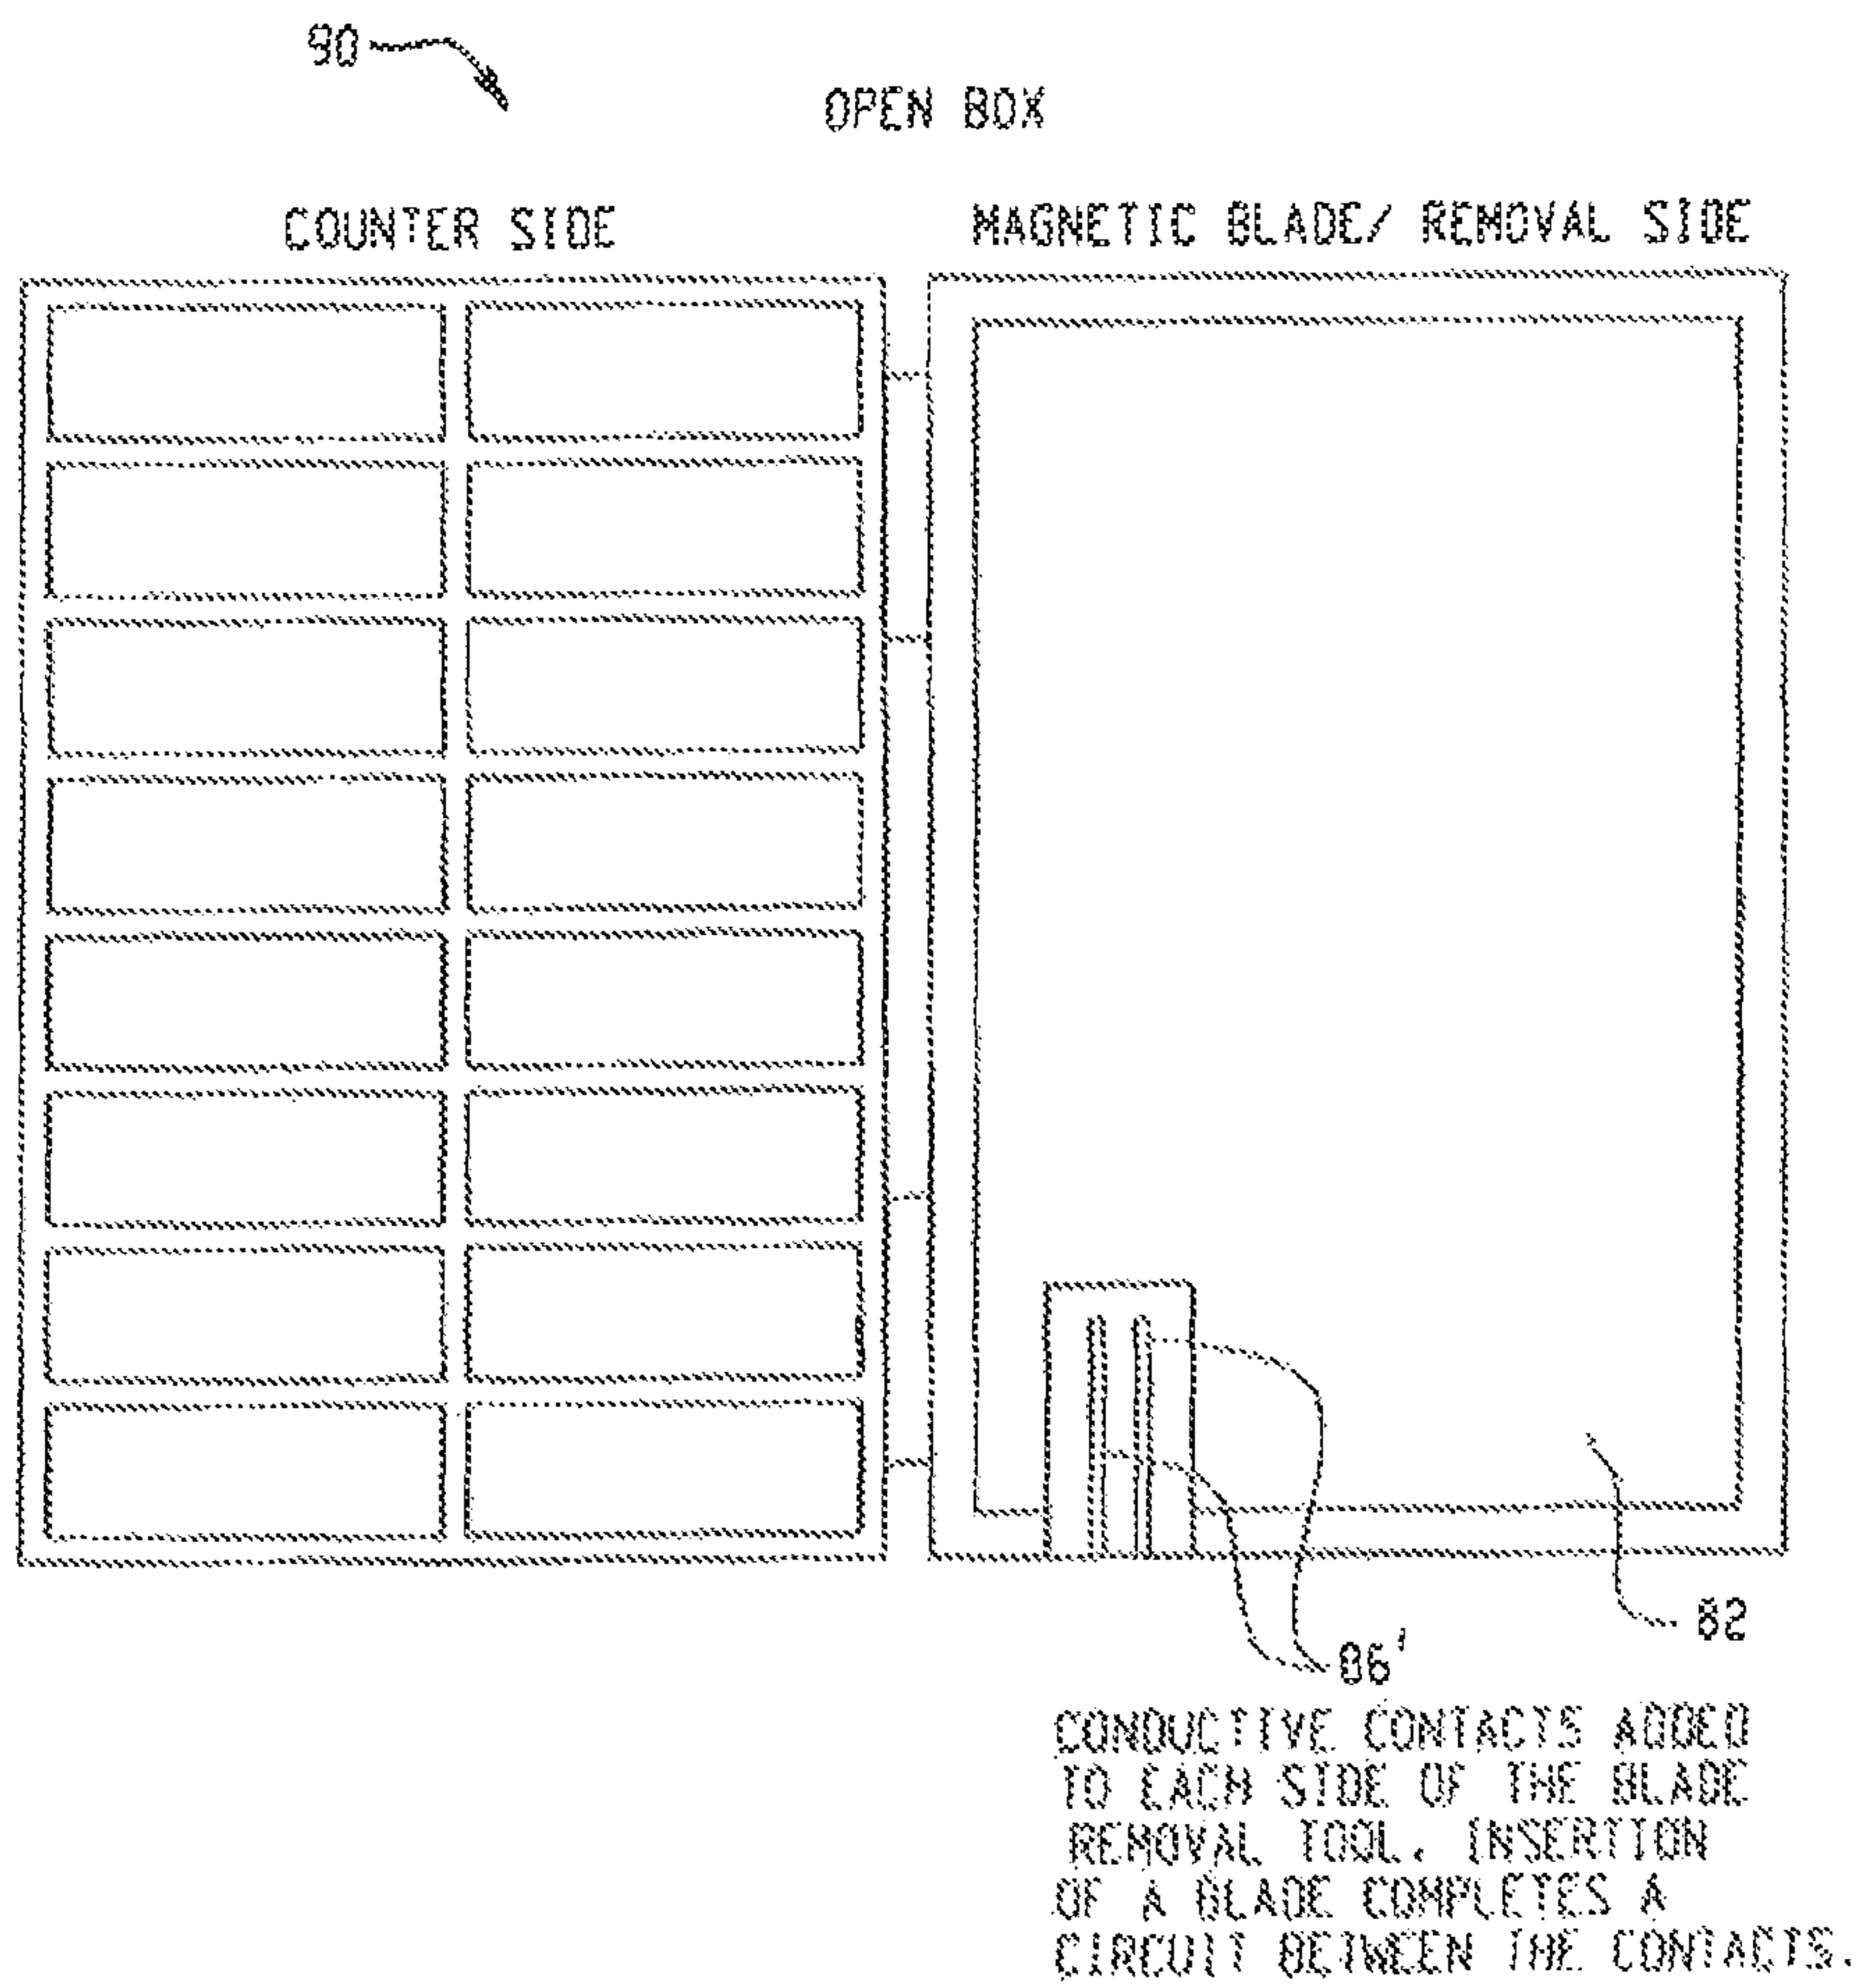 90
OPEN BOX
COUNTER SIDE
MAGNETIC BLADE/ REMOVAL SIDE
82
86'
CONDUCTIVE CONTACTS ADDED
TO EACH SIDE OF THE BLADE
REMOVAL TOOL. INSERTION
OF A BLADE COMPLETES A
CIRCUIT BETWEEN THE CONTACTS.